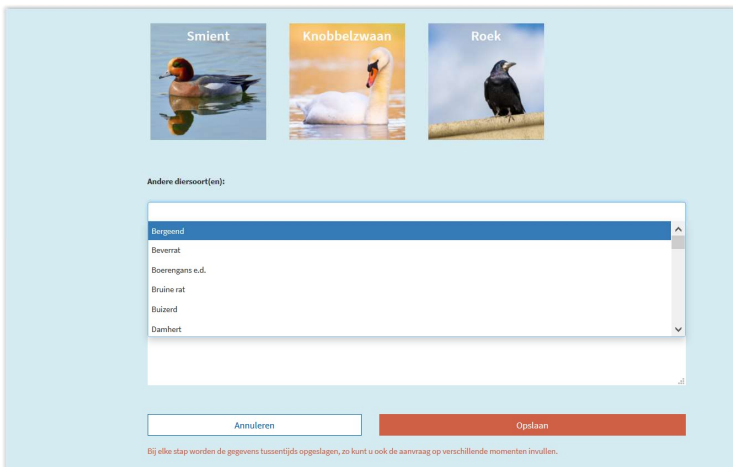 Smient
Knobbelzwaan
Roek
Andere diersoort(en):
Bergeend
Beverrat
Boerengans e.d.
Bruine rat
Buizerd
Damhert
Annuleren
Opslaan
Bij elke stap worden de gegevens tussentijds opgeslagen, zo kunt u ook de aanvraag op verschillende momenten invullen.